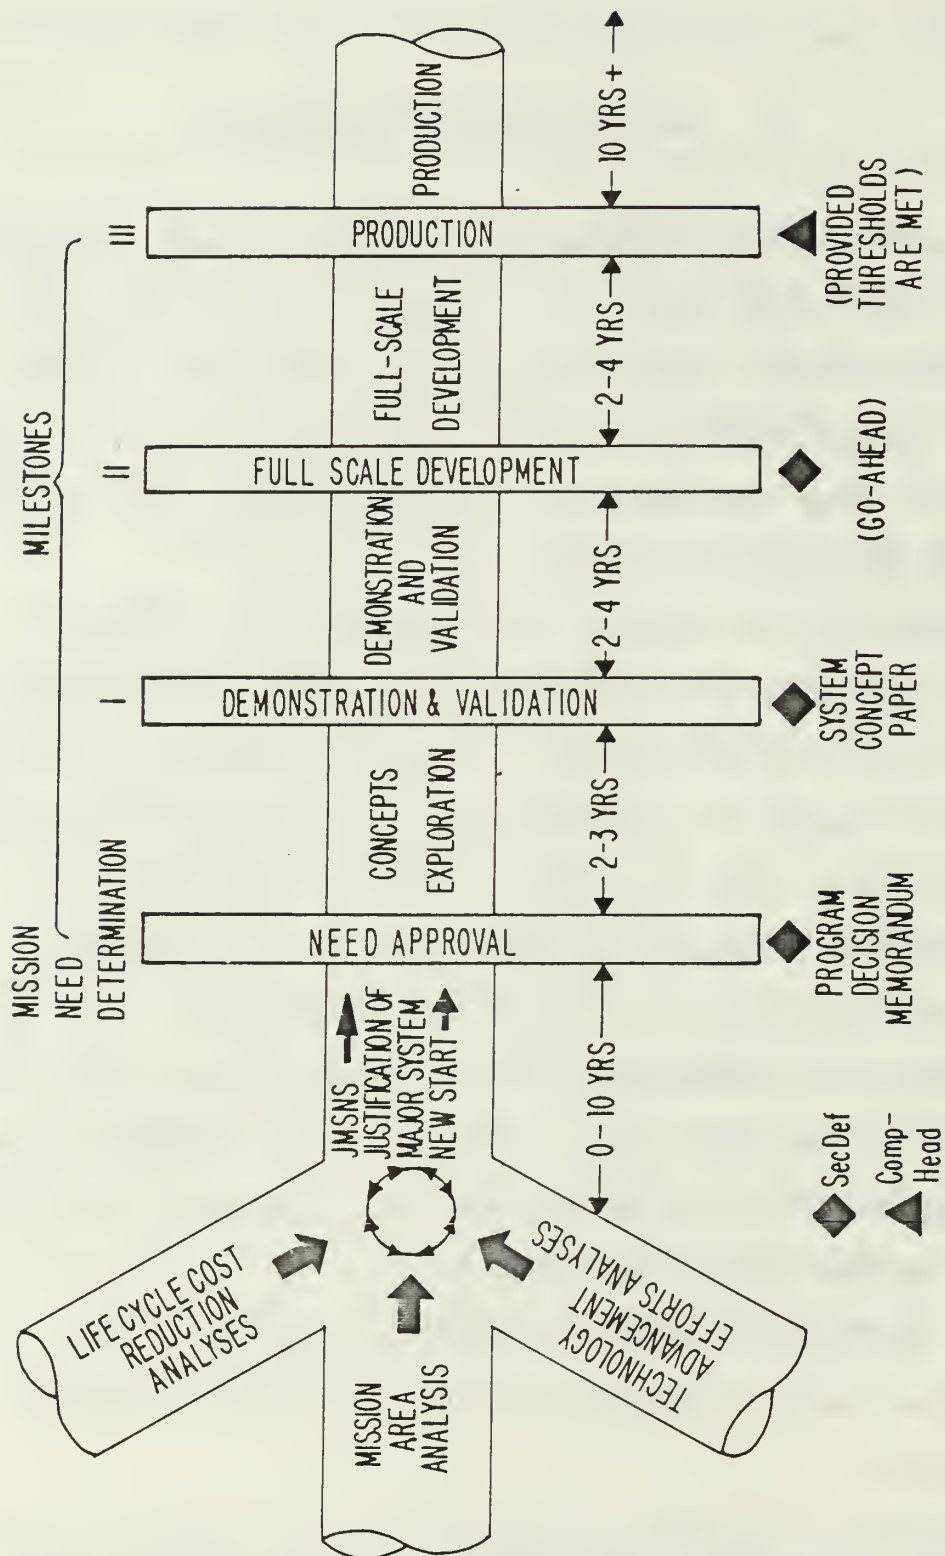 MISSION
NEED
DETERMINATION
MILESTONES
I
II
III
LIFE CYCLE COST
REDUCTION
ANALYSES
MISSION
AREA
ANALYSIS
TECHNOLOGY
ADVANCEMENT
EFFORTS ANALYSES
JMSNS
JUSTIFICATION OF
MAJOR SYSTEM
NEW START
NEED APPROVAL
CONCEPTS
EXPLORATION
DEMONSTRATION & VALIDATION
DEMONSTRATION
AND
VALIDATION
FULL SCALE DEVELOPMENT
FULL-SCALE
DEVELOPMENT
PRODUCTION
PRODUCTION
0-10 YRS
2-3 YRS
2-4 YRS
2-4 YRS
10 YRS +
SecDef
Comp-
Head
PROGRAM
DECISION
MEMORANDUM
SYSTEM
CONCEPT
PAPER
(GO-AHEAD)
(PROVIDED
THRESHOLDS
ARE MET)